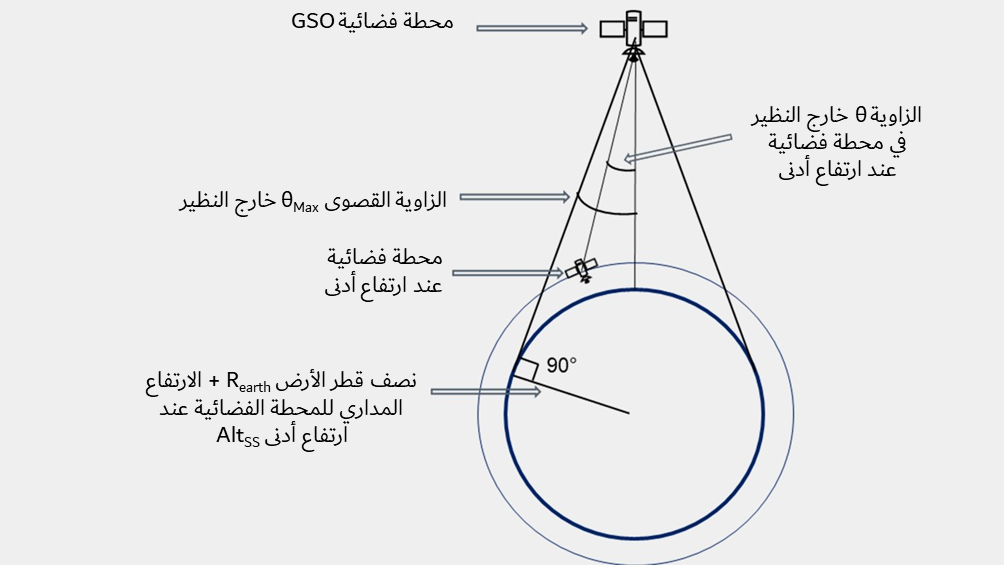 محطة فضائية GSO
الزاوية θ خارج النظير
في محطة فضائية
عند ارتفاع أدنى
الزاوية القصوى θMax خارج النظير
محطة فضائية
عند ارتفاع أدنى
90°
نصف قطر الأرض Rearth + الارتفاع
المداري للمحطة الفضائية عند
ارتفاع أدنى AltSS